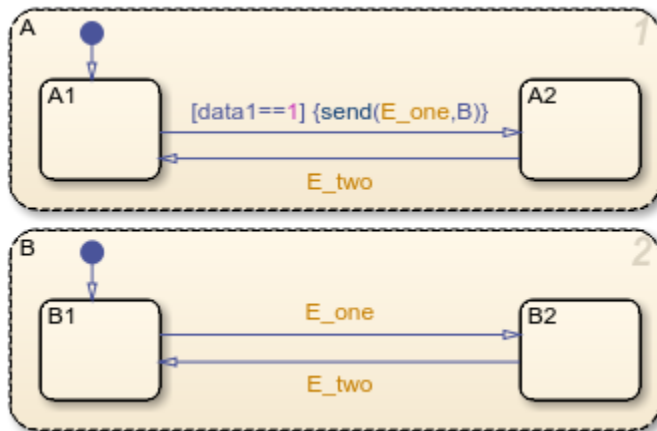 A
1
A1
[data1==1] {send(E_one,B)}
A2
E_two
B
2
B1
E_one
B2
E_two